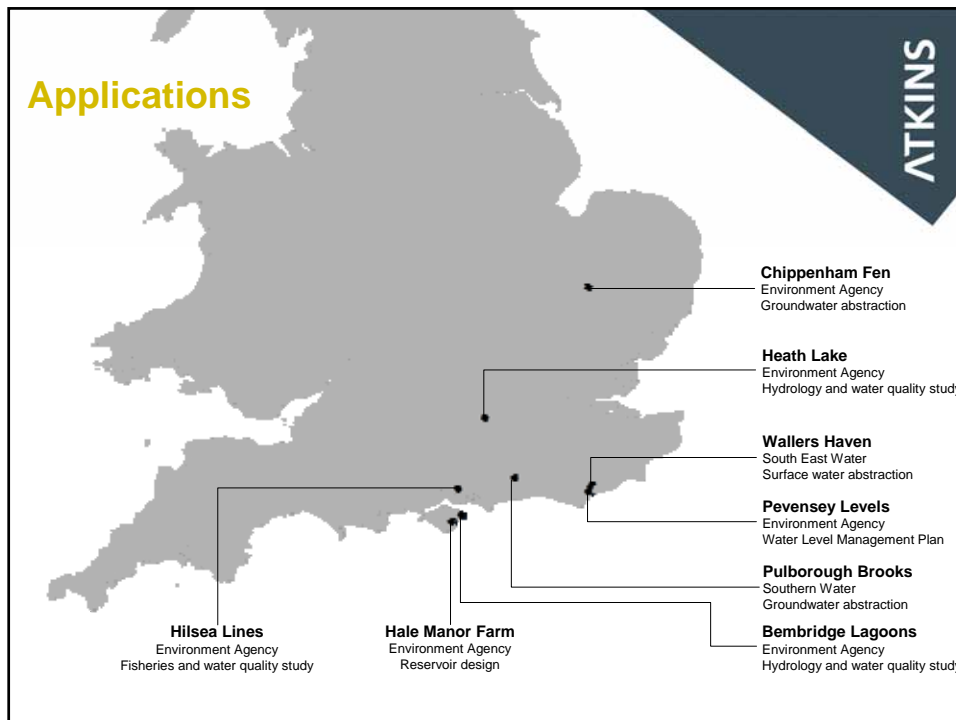 Applications
ATKINS
Chippenham Fen
Environment Agency
Groundwater abstraction
Heath Lake
Environment Agency
Hydrology and water quality study
Wallers Haven
South East Water
Surface water abstraction
Pevensey Levels
Environment Agency
Water Level Management Plan
Pulborough Brooks
Southern Water
Groundwater abstraction
Bembridge Lagoons
Environment Agency
Hydrology and water quality study
Hale Manor Farm
Environment Agency
Reservoir design
Hilsea Lines
Environment Agency
Fisheries and water quality study